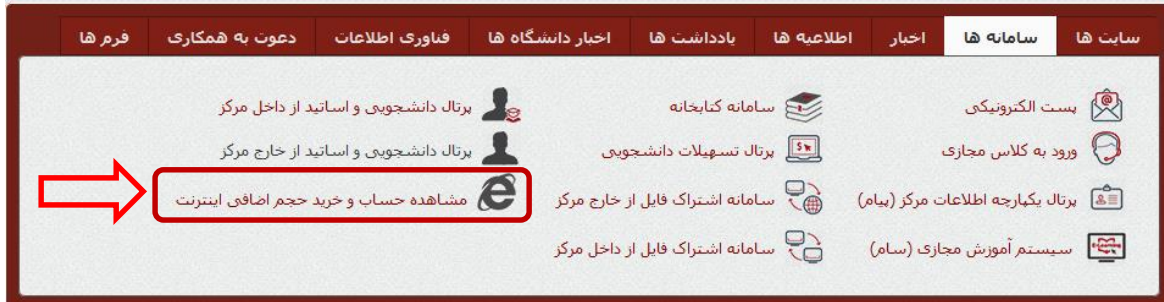 سایت ها
سامانه ها
اخبار
اطلاعیه ها
یادداشت ها
اخبار دانشگاه ها
فناوری اطلاعات
دعوت به همکاری
فرم ها
پست الکترونیکی
ورود به کلاس مجازی
پرتال یکپارچه اطلاعات مرکز (پیام)
سیستم آموزش مجازی (سام)
سامانه کتابخانه
پرتال تسهیلات دانشجویی
سامانه اشتراک فایل از خارج مرکز
سامانه اشتراک فایل از داخل مرکز
پرتال دانشجویی و اساتید از داخل مرکز
پرتال دانشجویی و اساتید از خارج مرکز
مشاهده حساب و خرید حجم اضافی اینترنت